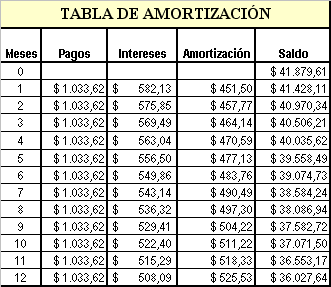 TABLA DE AMORTIZACIÓN
Meses Pagos Intereses Amortización Saldo
0 $ 41.879,61
1 $ 1.033,62 $ 582,13 $ 451,50 $ 41.428,11
2 $ 1.033,62 $ 575,85 $ 457,77 $ 40.970,34
3 $ 1.033,62 $ 569,49 $ 464,14 $ 40.506,21
4 $ 1.033,62 $ 563,04 $ 470,59 $ 40.035,62
5 $ 1.033,62 $ 556,50 $ 477,13 $ 39.558,49
6 $ 1.033,62 $ 549,86 $ 483,76 $ 39.074,73
7 $ 1.033,62 $ 543,14 $ 490,49 $ 38.584,24
8 $ 1.033,62 $ 536,32 $ 497,30 $ 38.086,94
9 $ 1.033,62 $ 529,41 $ 504,22 $ 37.582,72
10 $ 1.033,62 $ 522,40 $ 511,22 $ 37.071,50
11 $ 1.033,62 $ 515,29 $ 518,33 $ 36.553,17
12 $ 1.033,62 $ 508,09 $ 525,53 $ 36.027,64